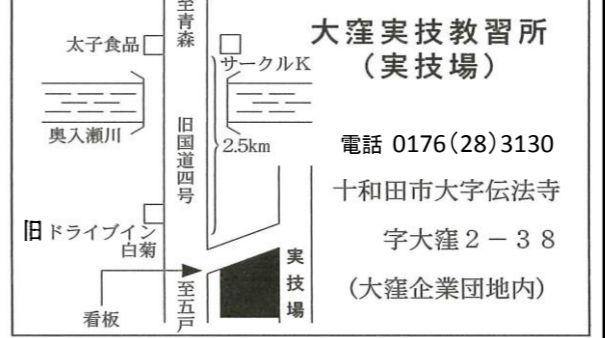 至青森
太子食品
サークルK
奥入瀬川
旧国道四号
2.5km
旧ドライブイン
白菊
看板
至五戸
実技場
大窪実技教習所
（実技場）
電話 0176(28)3130
十和田市大字伝法寺
字大窪２－３８
（大窪企業団地内）